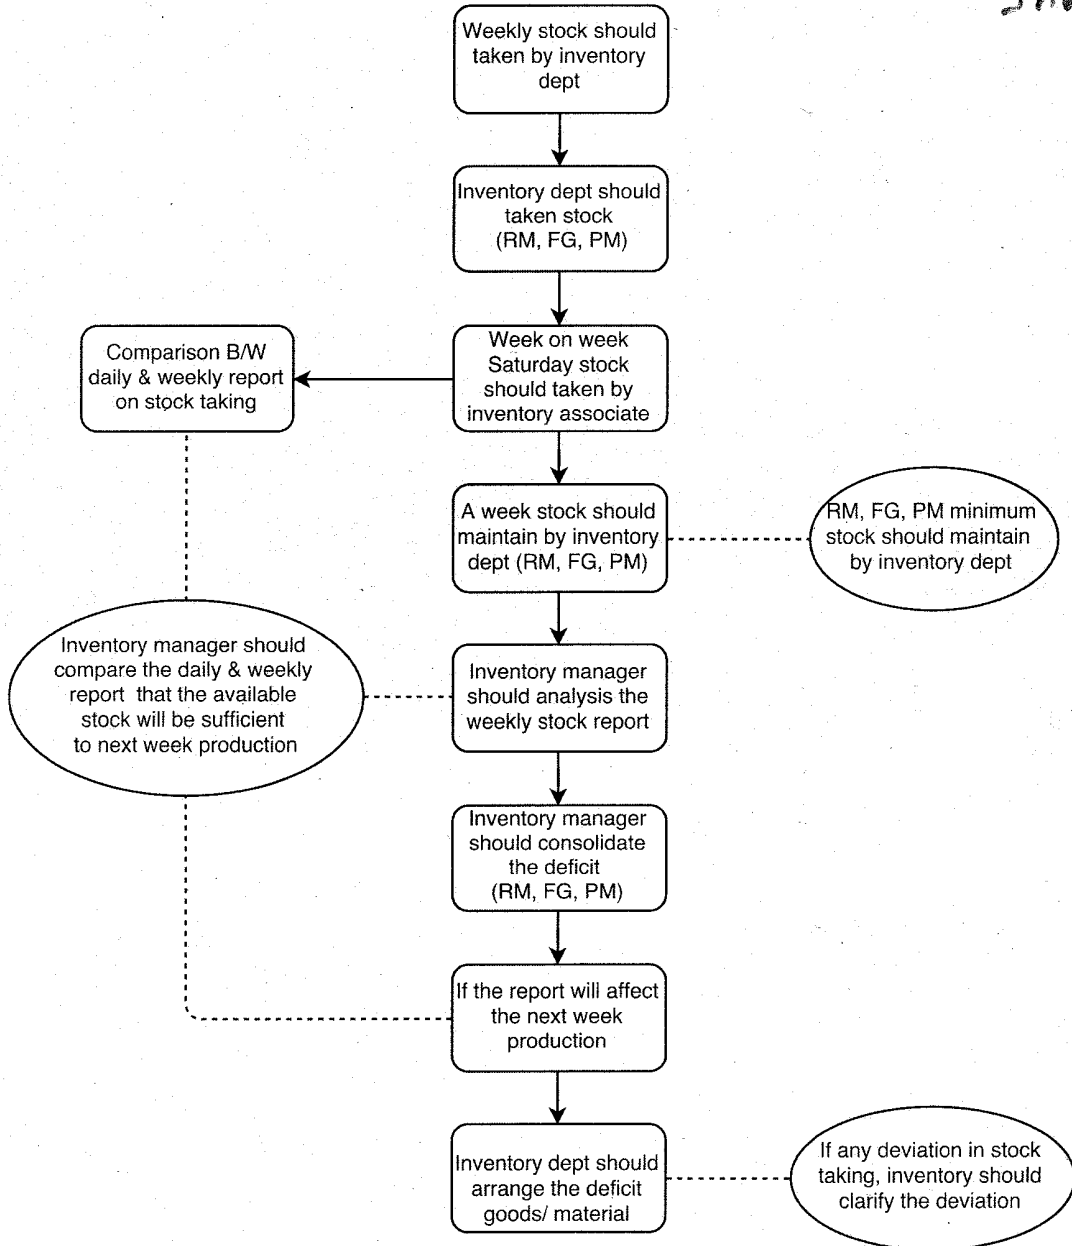 Weekly stock should
taken by inventory
dept
Inventory dept should
taken stock
(RM, FG, PM)
Comparison B/W
daily & weekly report
on stock taking
Week on week
Saturday stock
should taken by
inventory associate
A week stock should
maintain by inventory
dept (RM, FG, PM)
RM, FG, PM minimum
stock should maintain
by inventory dept
Inventory manager should
compare the daily & weekly
report that the available
stock will be sufficient
to next week production
Inventory manager
should analysis the
weekly stock report
Inventory manager
should consolidate
the deficit
(RM, FG, PM)
If the report will affect
the next week
production
Inventory dept should
arrange the deficit
goods/ material
If any deviation in stock
taking, inventory should
clarify the deviation